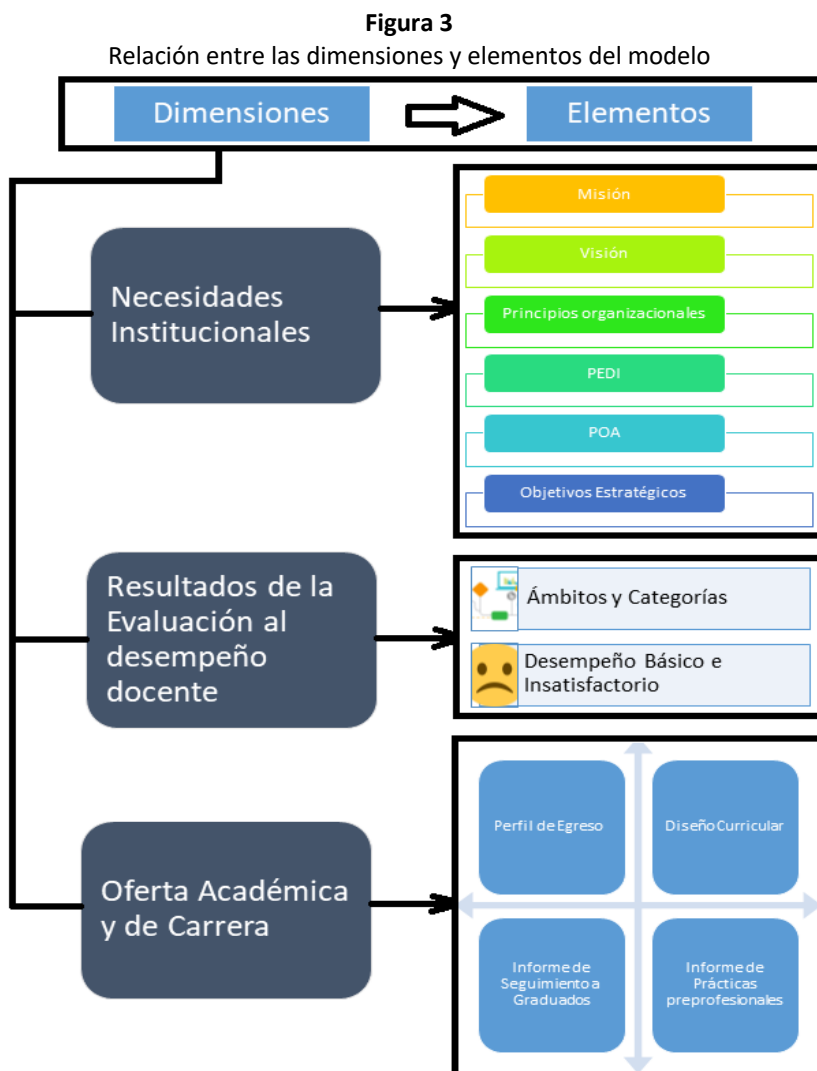 Figura 3
Relación entre las dimensiones y elementos del modelo
Dimensiones
Elementos
Necesidades
Institucionales
Misión
Visión
Principios organizacionales
PEDI
POA
Objetivos Estratégicos
Resultados de la
Evaluación al
desempeño
docente
Ámbitos y Categorías
Desempeño Básico e
Insatisfactorio
Oferta Académica
y de Carrera
Perfil de Egreso
Diseño Curricular
Informe de
Seguimiento a
Graduados
Informe de
Prácticas
preprofesionales